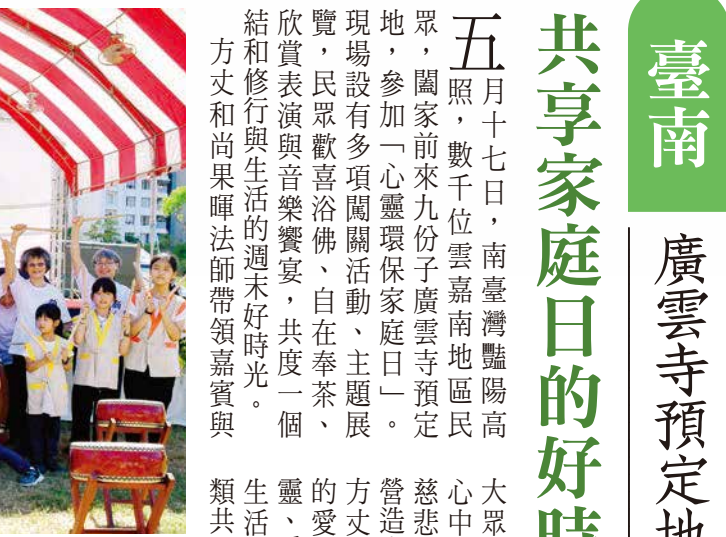 臺南
廣雲寺預定地
共享家庭日的好時
五月十七日，南臺灣豔陽高
照，數千位雲嘉南地區民
眾，闔家前來九份子廣雲寺預定
地，參加「心靈環保家庭日」。
現場設有多項闖關活動、主題展
覽，民眾歡喜浴佛、自在奉茶、
欣賞表演與音樂饗宴，共度一個
結和修行與生活的週末好時光。
方丈和尚果暉法師帶領嘉賓與
大眾
心中
慈悲
營造
方丈
的愛
靈、
生活
類共